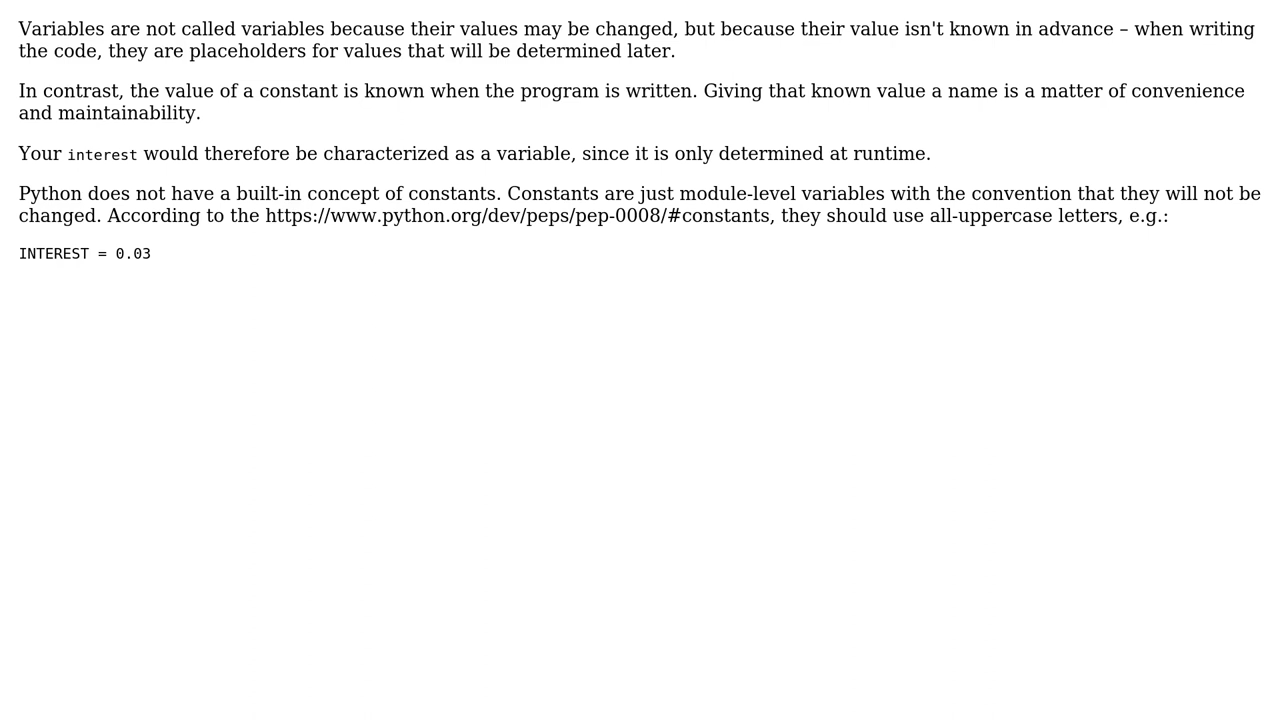 Variables are not called variables because their values may be changed, but because their value isn't known in advance – when writing
the code, they are placeholders for values that will be determined later.
In contrast, the value of a constant is known when the program is written. Giving that known value a name is a matter of convenience
and maintainability.
Your interest would therefore be characterized as a variable, since it is only determined at runtime.
Python does not have a built-in concept of constants. Constants are just module-level variables with the convention that they will not be
changed. According to the https://www.python.org/dev/peps/pep-0008/#constants, they should use all-uppercase letters, e.g.:
INTEREST = 0.03